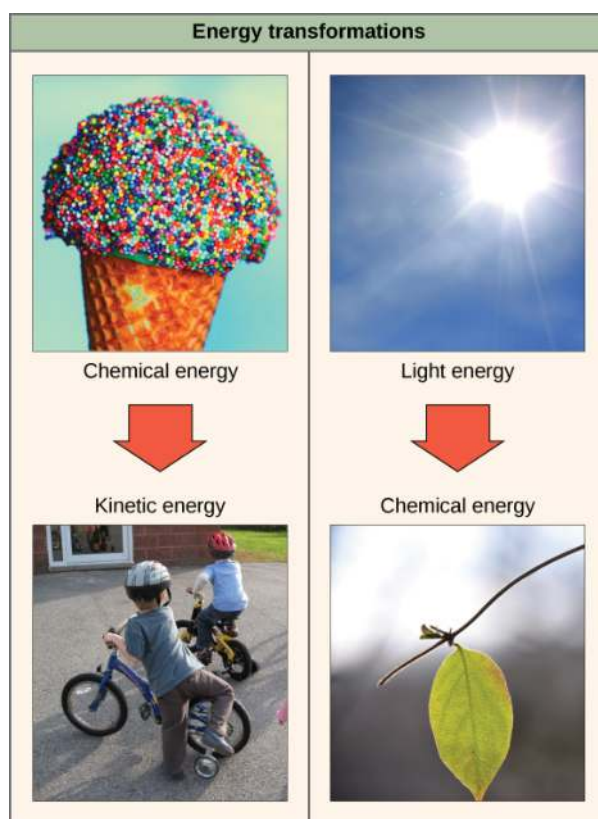 Energy transformations
Chemical energy
Kinetic energy
Light energy
Chemical energy